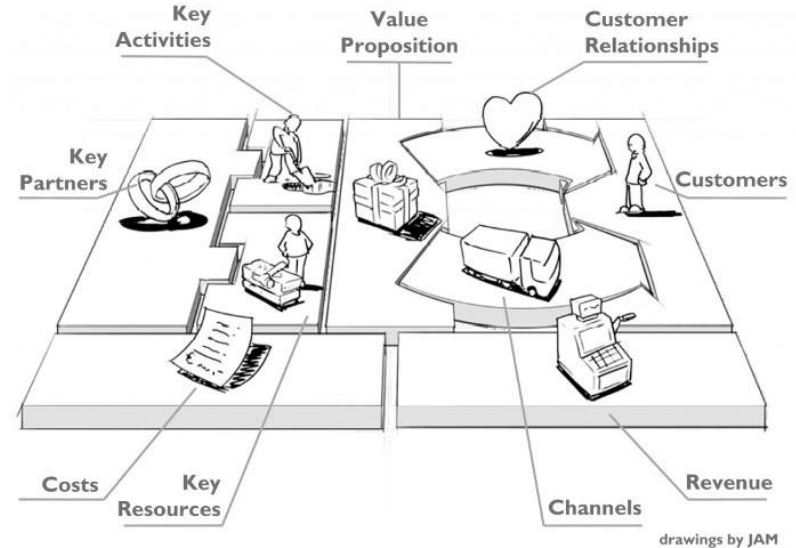 Key
Activities
Value
Proposition
Customer
Relationships
Key
Partners
Customers
Costs
Key
Resources
Channels
Revenue
drawings by JAM